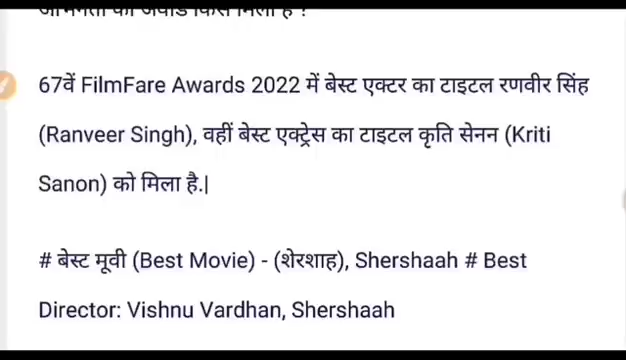 67वें FilmFare Awards 2022 में बेस्ट एक्टर का टाइटल रणवीर सिंह
(Ranveer Singh), वहीं बेस्ट एक्ट्रेस का टाइटल कृति सेनन (Kriti
Sanon) को मिला है.|
# बेस्ट मूवी (Best Movie) - (शेरशाह), Shershaah # Best
Director: Vishnu Vardhan, Shershaah